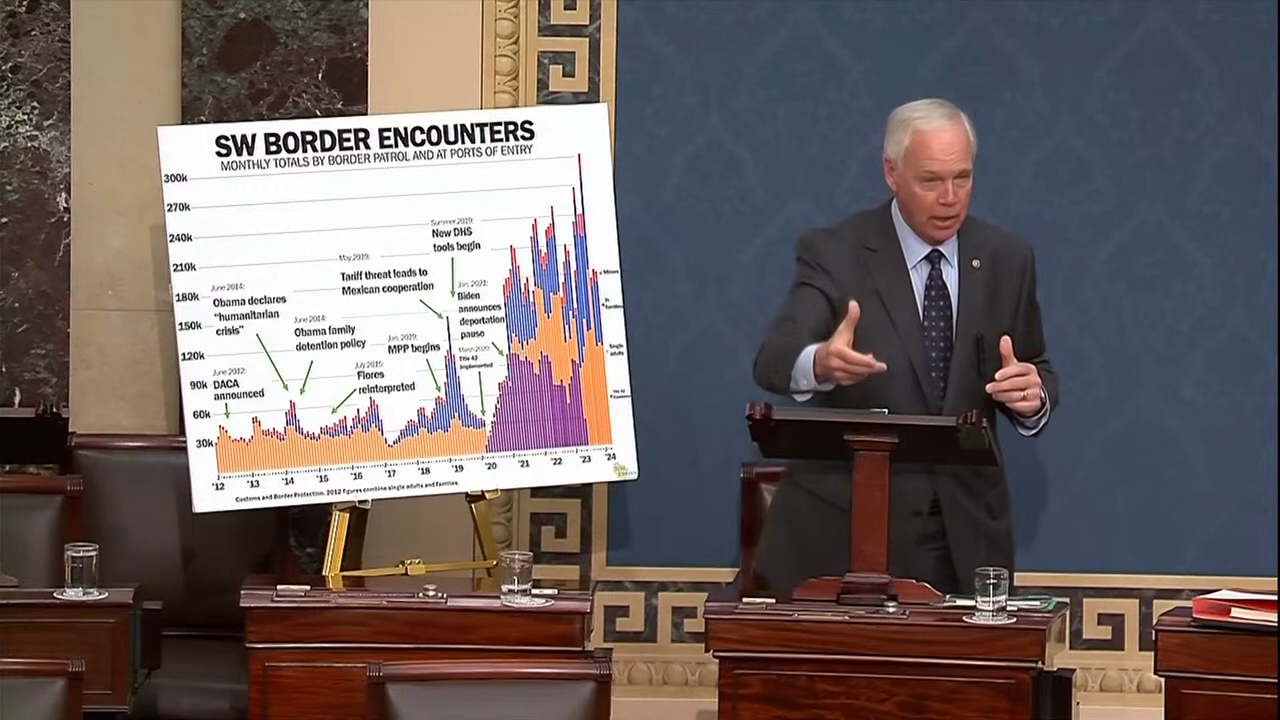 SW BORDER ENCOUNTERS
MONTHLY TOTALS BY BORDER PATROL AND AT PORTS OF ENTRY
300k
270k
240k
210k
180k
150k
120k
90k
60k
30k
June 2012:
DACA
announced
June 2014:
Obama declares
"humanitarian
crisis"
June 2014:
Obama family
detention policy
July 2015:
Flores
reinterpreted
Jan. 2019:
MPP begins
May 2019:
Tariff threat leads to
Mexican cooperation
Summer 2019:
New DHS
tools begin
March 2020:
Title 42
implemented
Jan. 2021:
Biden
announces
deportation
pause
Minors
In
Families
Single
adults
'12 '13 '14 '15 '16 '17 '18 '19 '20 '21 '22 '23 '24
Customs and Border Protection. 2012 figures combine single adults and families.